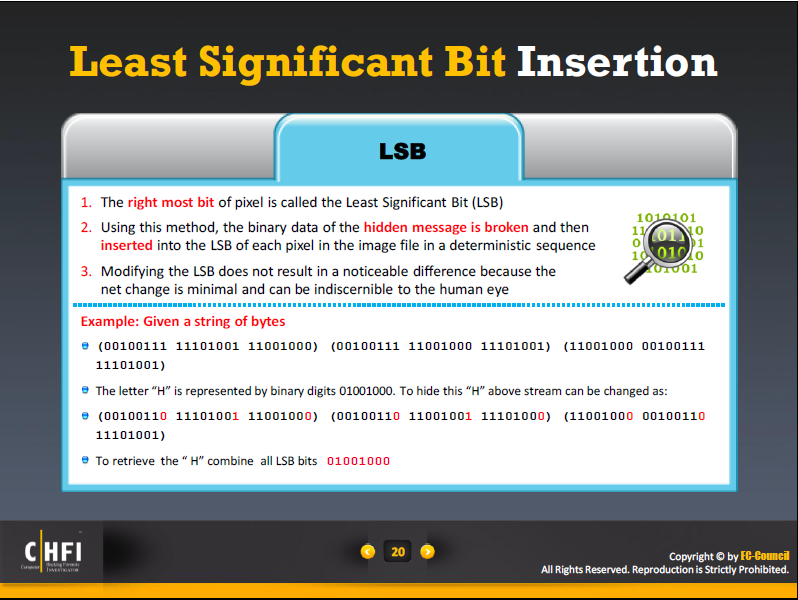 Least Significant Bit Insertion
LSB
1. The right most bit of pixel is called the Least Significant Bit (LSB)
2. Using this method, the binary data of the hidden message is broken and then
inserted into the LSB of each pixel in the image file in a deterministic sequence
3. Modifying the LSB does not result in a noticeable difference because the
net change is minimal and can be indiscernible to the human eye
Example: Given a string of bytes
(00100111 11101001 11001000) (00100111 11001000 11101001) (11001000 00100111
11101001)
The letter “H” is represented by binary digits 01001000. To hide this “H” above stream can be changed as:
(00100110 11101001 11001000) (00100110 11001001 11101000) (11001000 00100110
11101001)
To retrieve the “ H” combine all LSB bits 01001000
CHFI
Computer Hacking Forensic
INVESTIGATOR
20
Copyright © by EC-Council
All Rights Reserved. Reproduction is Strictly Prohibited.